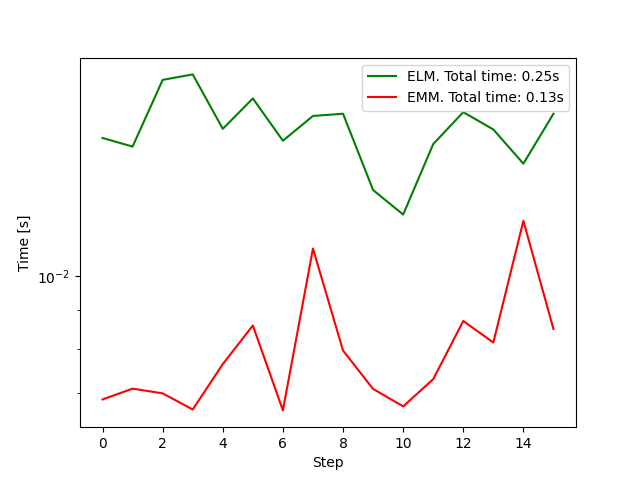 ELM. Total time: 0.25s
EMM. Total time: 0.13s
Time [s]
10⁻²
0 2 4 6 8 10 12 14
Step